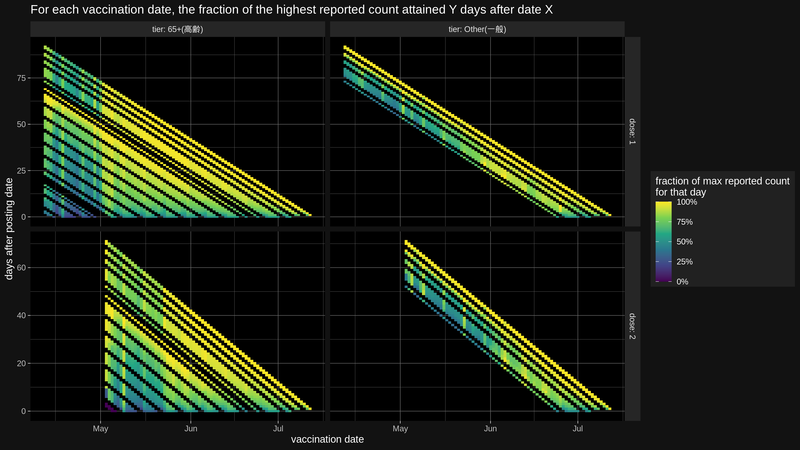 For each vaccination date, the fraction of the highest reported count attained Y days after date X
tier: 65+(高齢)
tier: Other(一般)
75
50
25
0
dose: 1
60
40
20
0
dose: 2
days after posting date
May
Jun
Jul
May
Jun
Jul
vaccination date
fraction of max reported count
for that day
100%
75%
50%
25%
0%